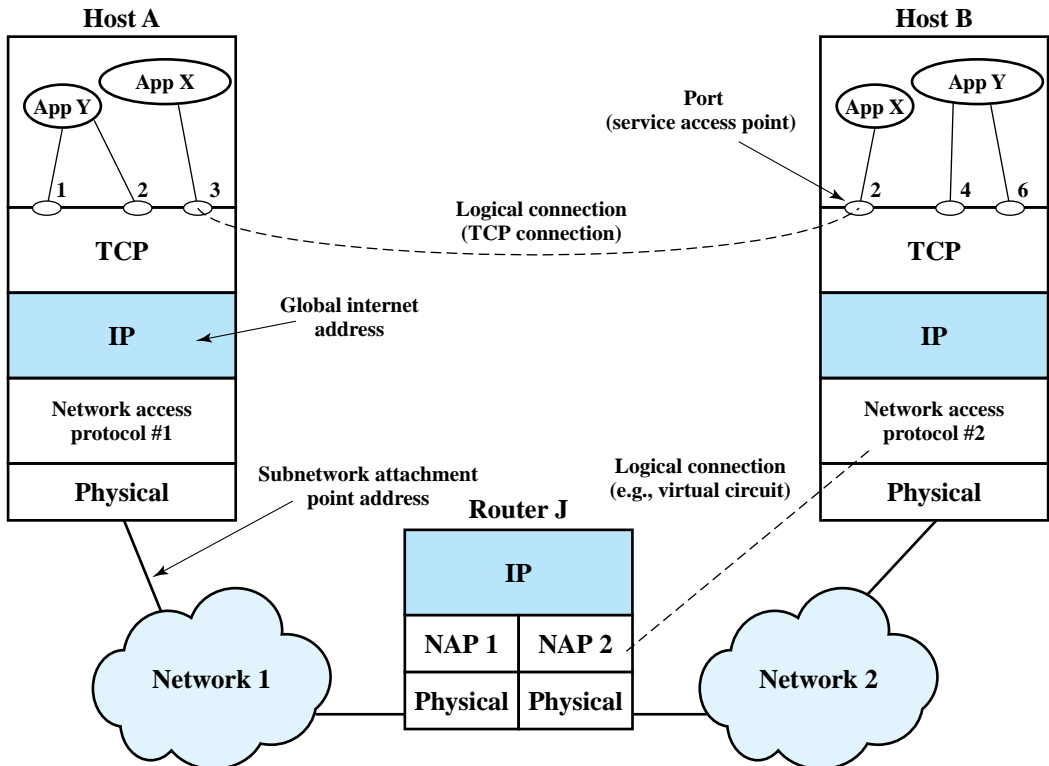 Host A
Host B
App X
App Y
App Y
App X
Port
(service access point)
1
2
3
2
4
6
Logical connection
(TCP connection)
TCP
TCP
Global internet
address
IP
IP
Network access
protocol #1
Network access
protocol #2
Subnetwork attachment
point address
Logical connection
(e.g., virtual circuit)
Physical
Physical
Router J
IP
NAP 1
NAP 2
Network 1
Network 2
Physical
Physical